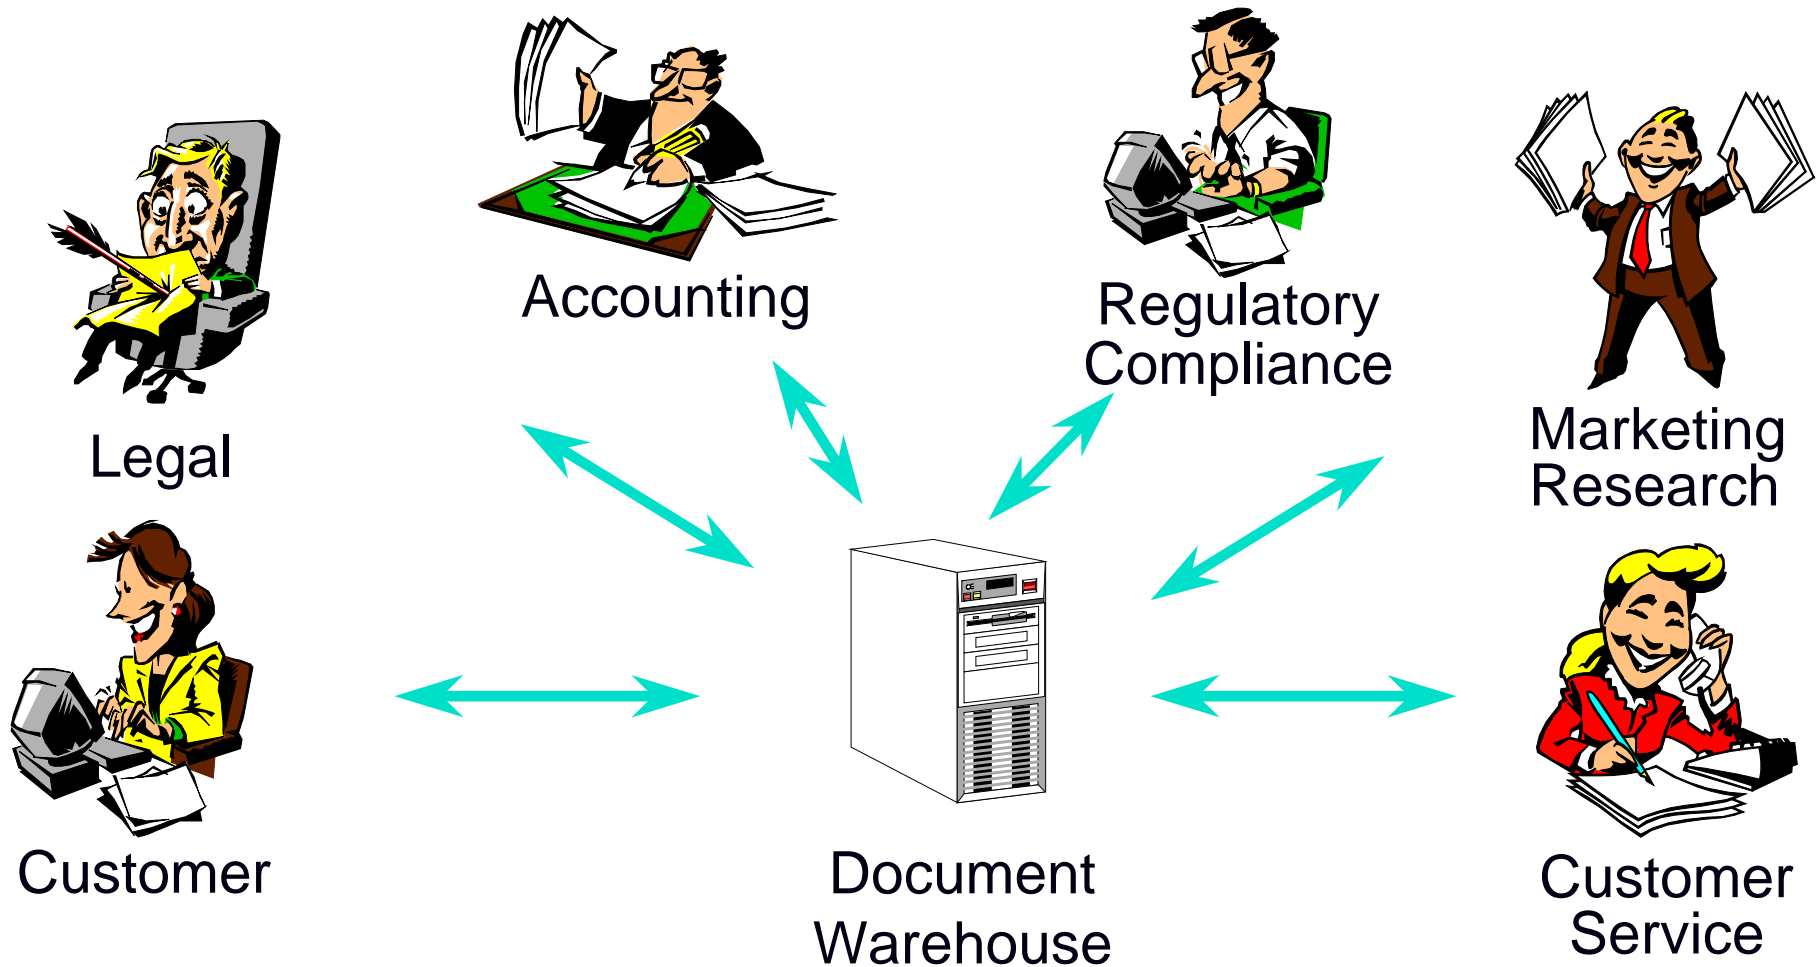 Accounting
Regulatory
Compliance
Legal
Marketing
Research
Customer
Document
Warehouse
Customer
Service